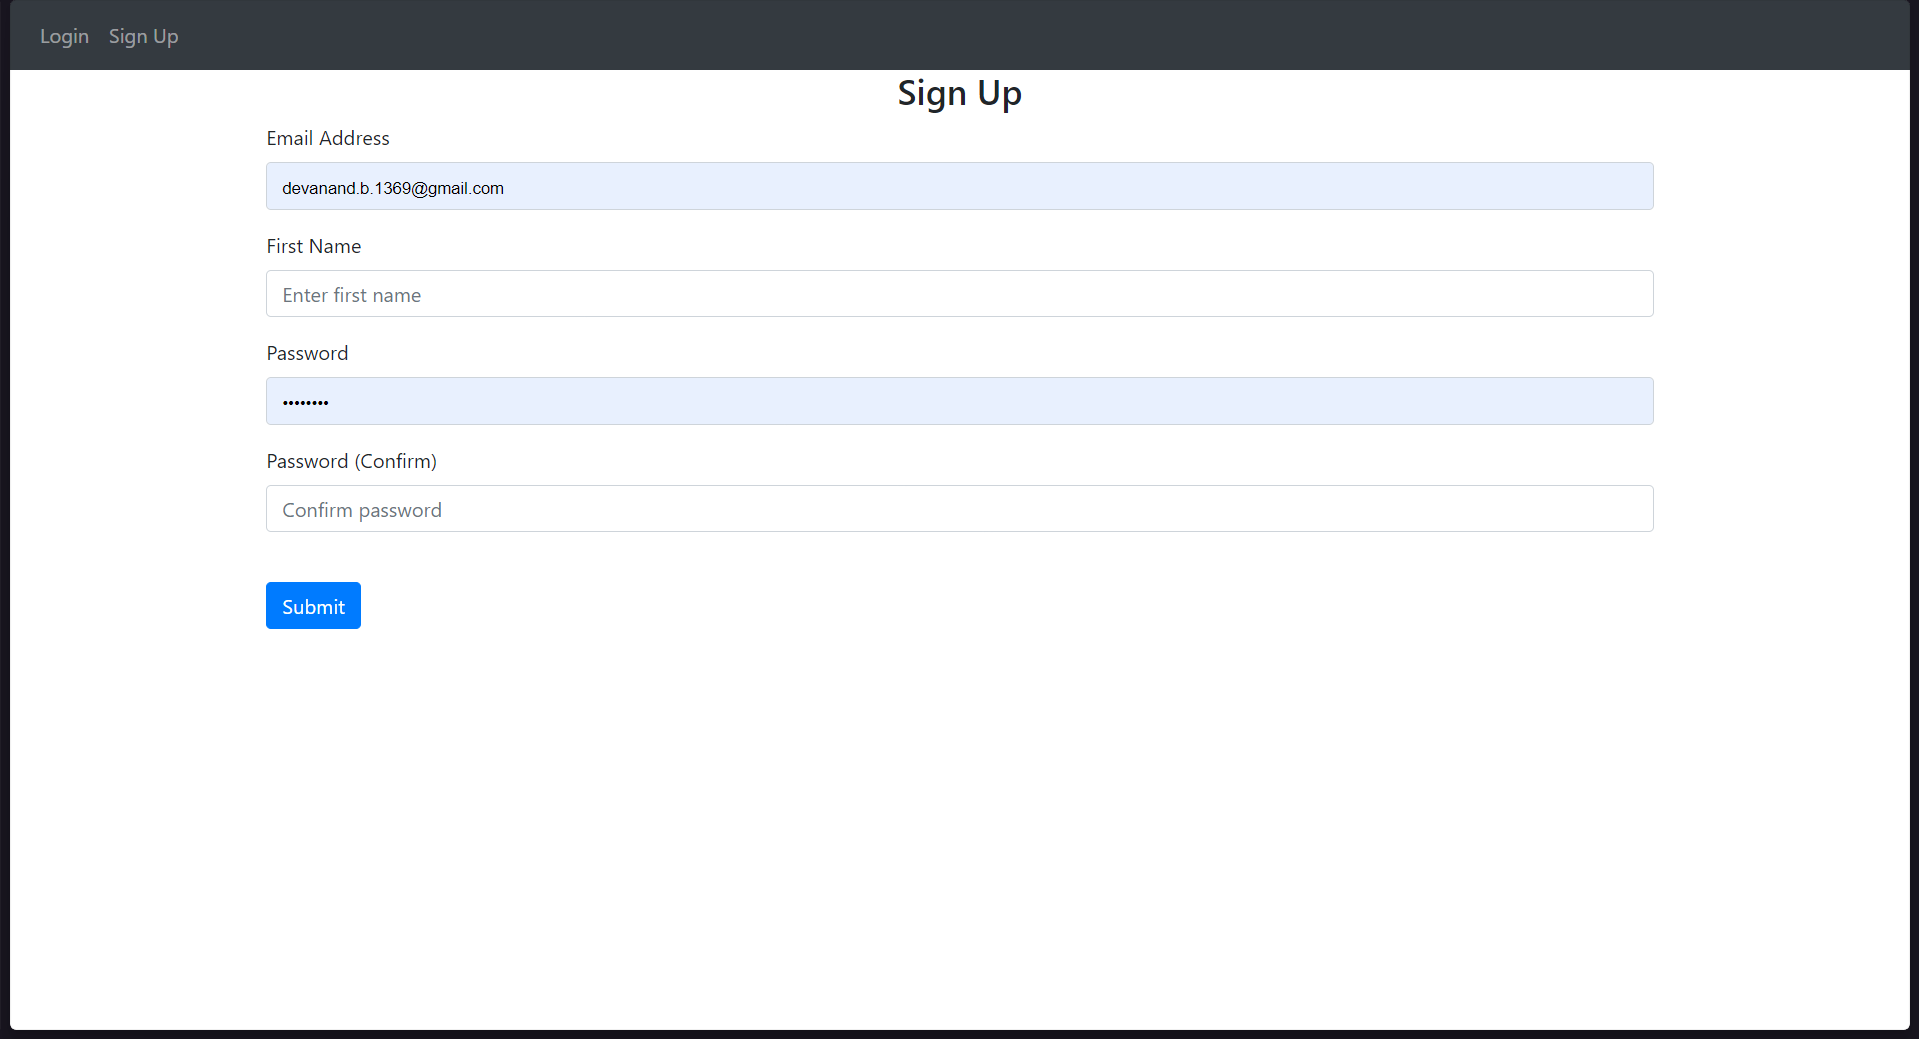 Login Sign Up
Sign Up
Email Address
devanand.b.1369@gmail.com
First Name
Enter first name
Password
••••••••
Password (Confirm)
Confirm password
Submit